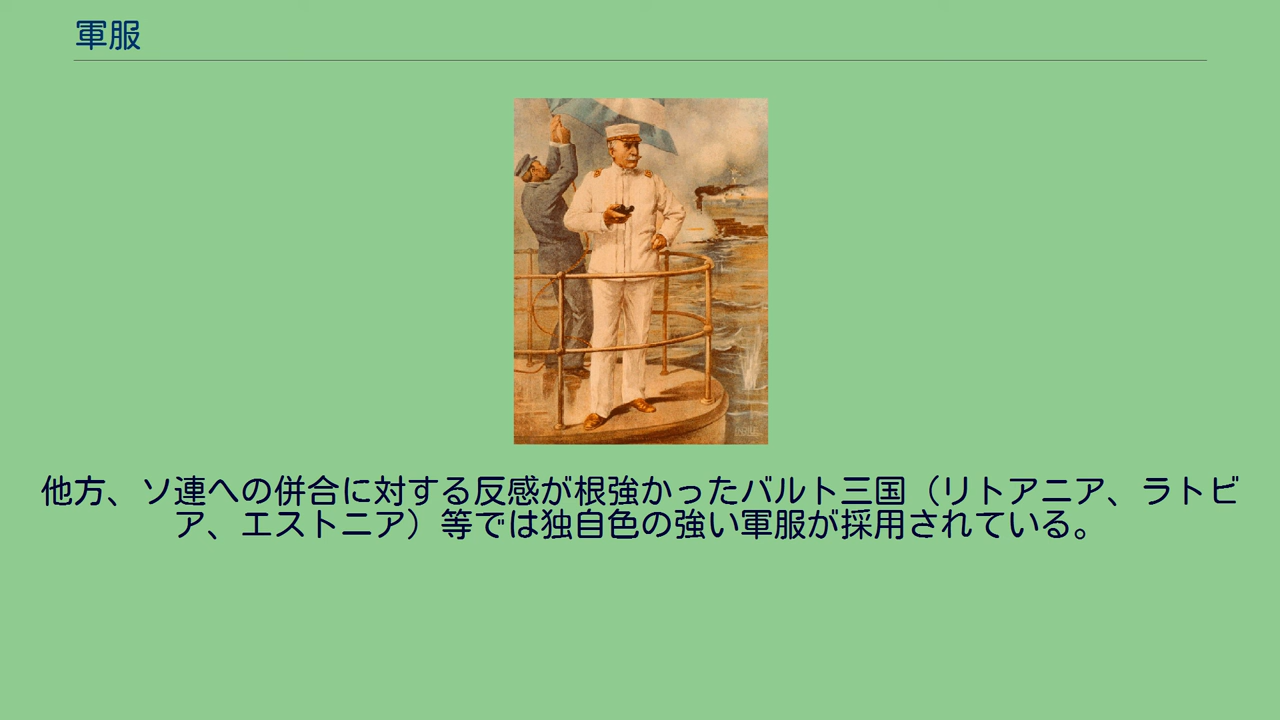 軍服
他方、ソ連への併合に対する反感が根強かったバルト三国（リトアニア、ラトビ
ア、エストニア）等では独自色の強い軍服が採用されている。